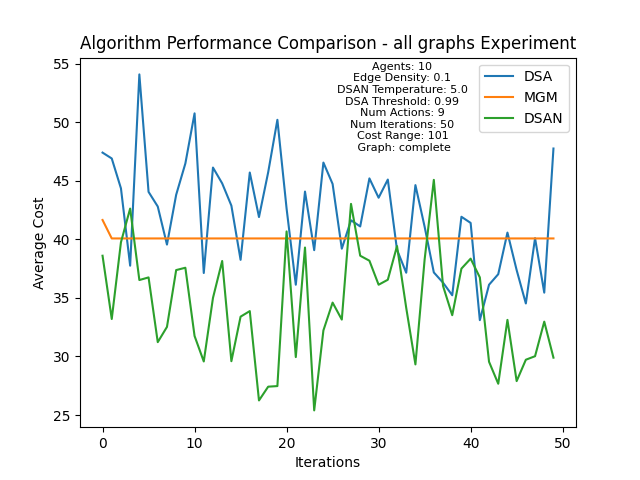 Algorithm Performance Comparison - all graphs Experiment
Agents: 10
Edge Density: 0.1
DSAN Temperature: 5.0
DSA Threshold: 0.99
Num Actions: 9
Num Iterations: 50
Cost Range: 101
Graph: complete
DSA
MGM
DSAN
55
50
45
40
35
30
25
Average Cost
0 10 20 30 40 50
Iterations